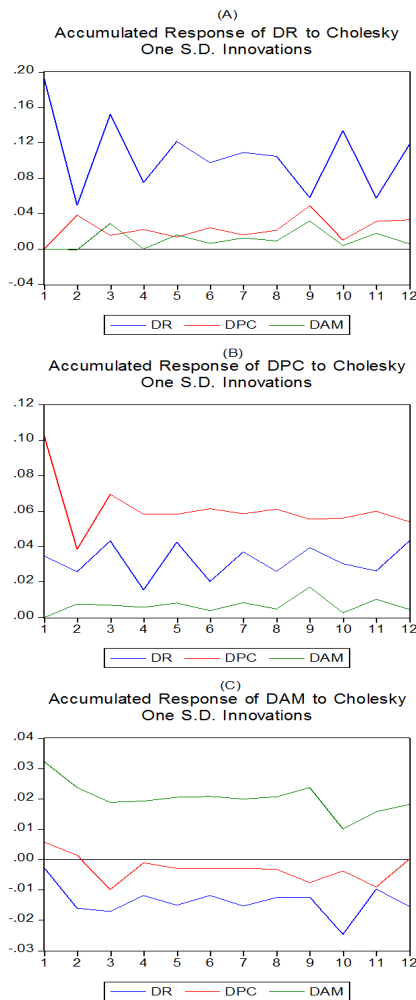 (A)
Accumulated Response of DR to Cholesky
One S.D. Innovations
.20
.16
.12
.08
.04
.00
-.04
1 2 3 4 5 6 7 8 9 10 11 12
DR DPC DAM
(B)
Accumulated Response of DPC to Cholesky
One S.D. Innovations
.12
.10
.08
.06
.04
.02
.00
1 2 3 4 5 6 7 8 9 10 11 12
DR DPC DAM
(C)
Accumulated Response of DAM to Cholesky
One S.D. Innovations
.04
.03
.02
.01
.00
-.01
-.02
-.03
1 2 3 4 5 6 7 8 9 10 11 12
DR DPC DAM